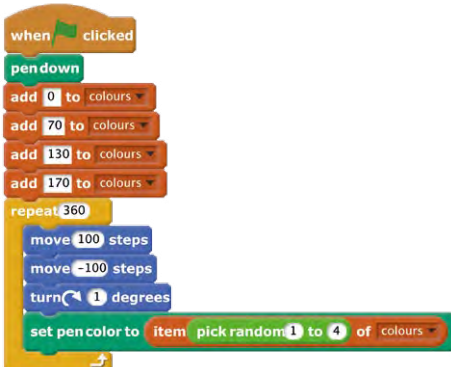 when clicked
pen down
add 0 to colours
add 70 to colours
add 130 to colours
add 170 to colours
repeat 360
move 100 steps
move -100 steps
turn 1 degrees
set pen color to item pick random 1 to 4 of colours